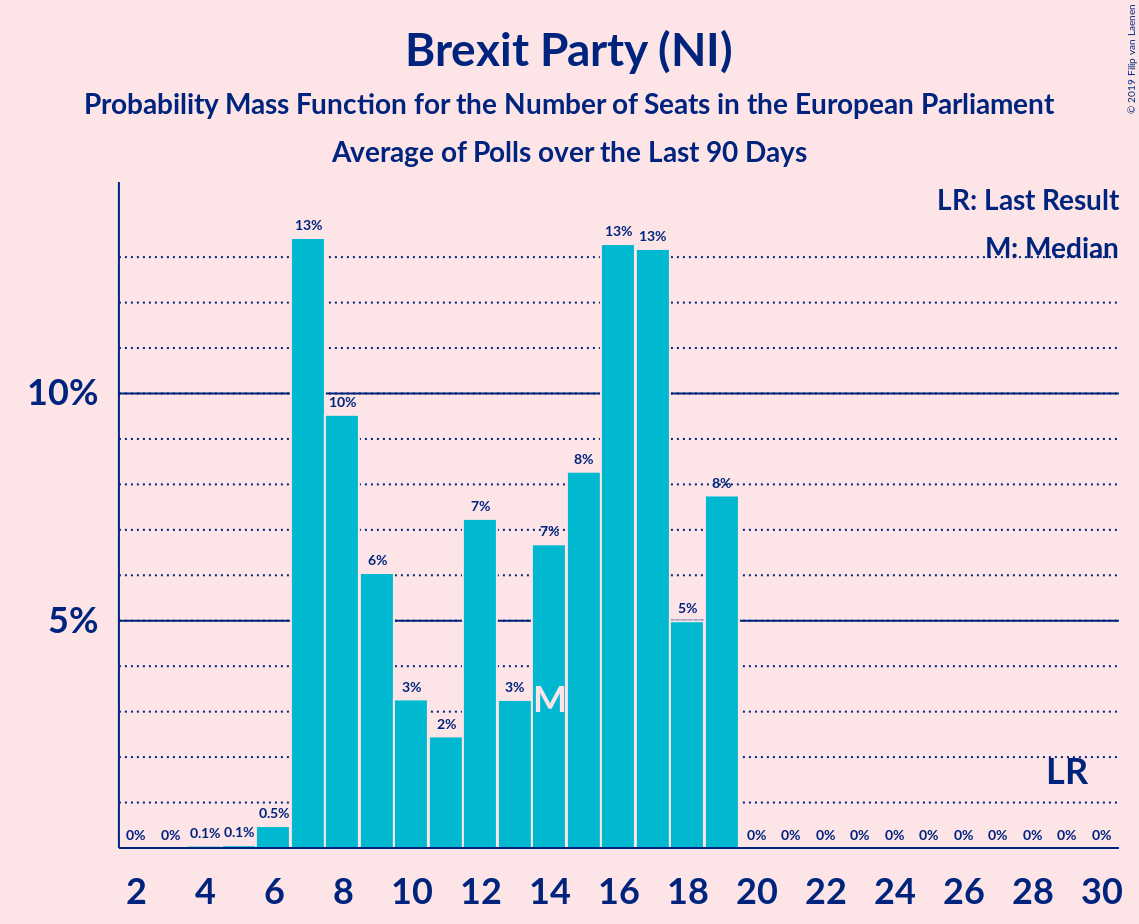 Brexit Party (NI)
Probability Mass Function for the Number of Seats in the European Parliament
Average of Polls over the Last 90 Days
© 2019 Filip van Laenen
LR: Last Result
M: Median
10%
5%
0% 0% 0.1% 0.1% 0.5% 13% 10% 6% 3% 2% 7% 3% 7% 8% 13% 13% 5% 8% 0% 0% 0% 0% 0% 0% 0% 0% 0% 0% 0%
M
LR
2 4 6 8 10 12 14 16 18 20 22 24 26 28 30